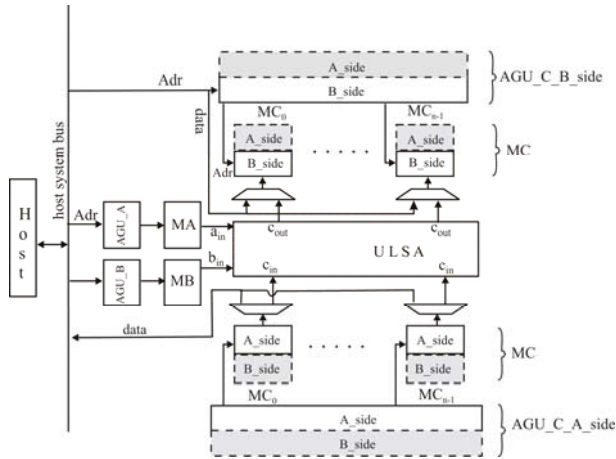 A_side
B_side
AGU_C_B_side
Adr
data
MC0
MCn-1
A_side
B_side
A_side
B_side
MC
Adr
host system bus
Host
Adr
AGU_A
MA
ain
cout
cout
ULSA
AGU_B
MB
bin
cin
cin
data
A_side
B_side
A_side
B_side
MC
MC0
MCn-1
A_side
B_side
AGU_C_A_side